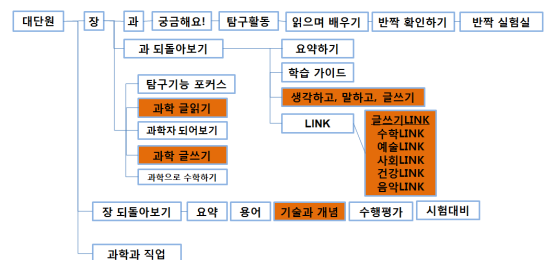 대단원 장 과 궁금해요! 탐구활동 읽으며 배우기 반짝 확인하기 반짝 실험실
과 되돌아보기 요약하기
학습 가이드
탐구기능 포커스
생각하고, 말하고, 글쓰기
과학 글읽기
LINK
글쓰기LINK
수학LINK
예술LINK
사회LINK
건강LINK
음악LINK
과학자 되어보기
과학 글쓰기
과학으로 수학하기
장 되돌아보기 요약 용어 기술과 개념 수행평가 시험대비
과학과 직업